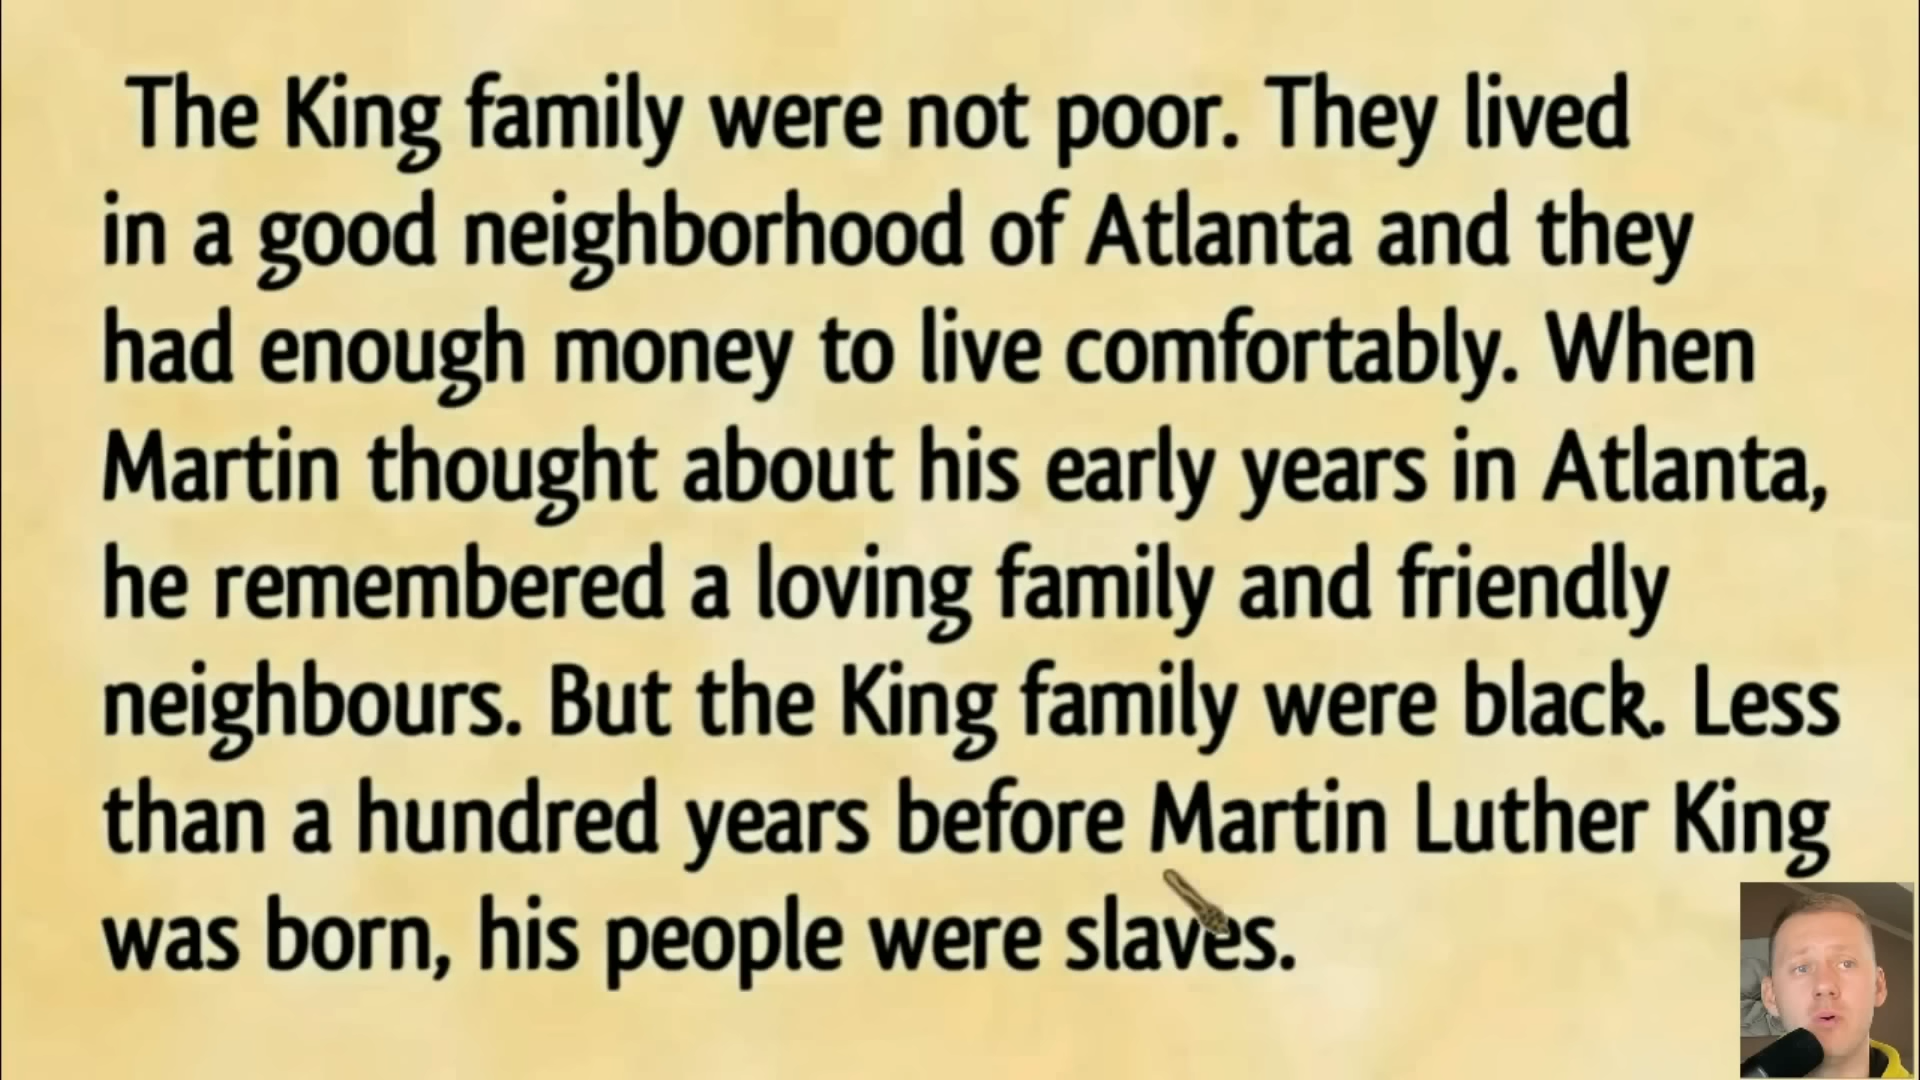 The King family were not poor. They lived
in a good neighborhood of Atlanta and they
had enough money to live comfortably. When
Martin thought about his early years in Atlanta,
he remembered a loving family and friendly
neighbours. But the King family were black. Less
than a hundred years before Martin Luther King
was born, his people were slaves.